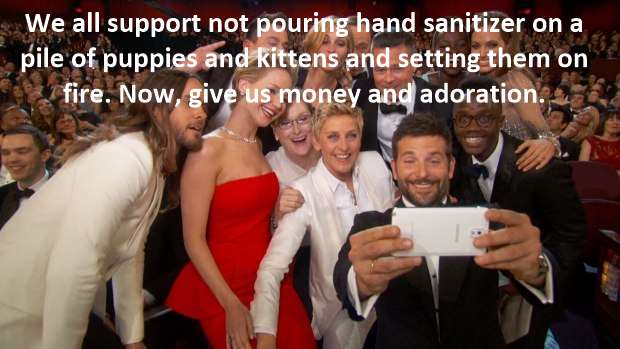 We all support not pouring hand sanitizer on a
pile of puppies and kittens and setting them on
fire. Now, give us money and adoration.
SAMSUNG